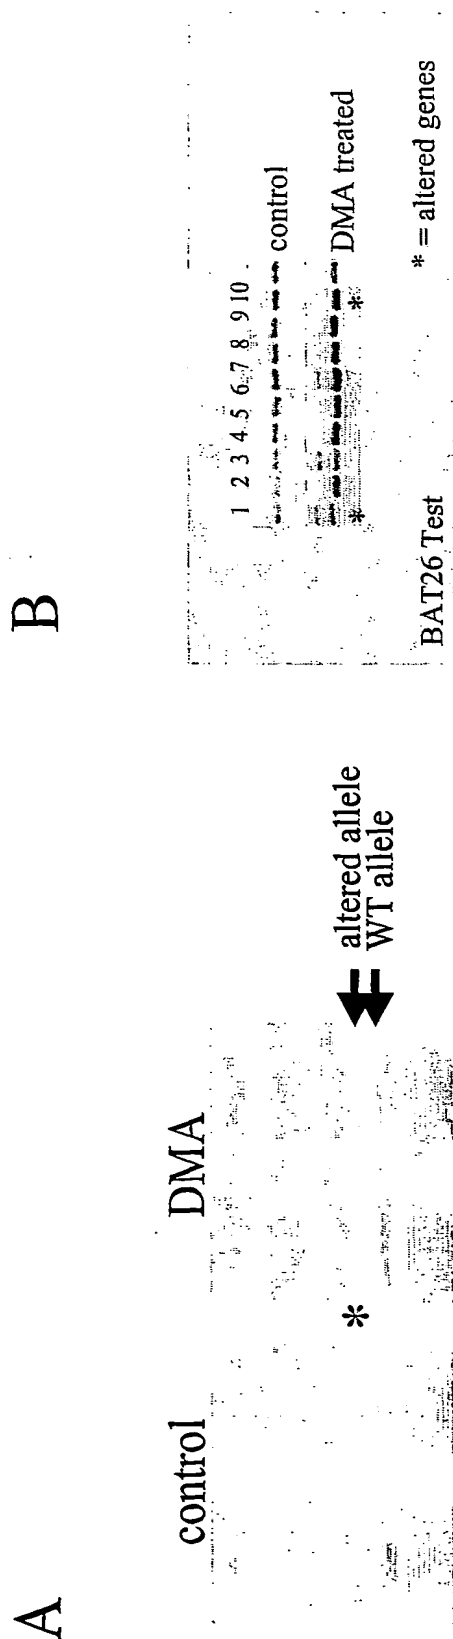 A
control
DMA
*
altered allele
WT allele
B
1 2 3 4 5 6 7 8 9 10
control
DMA treated
* *
BAT26 Test
* = altered genes